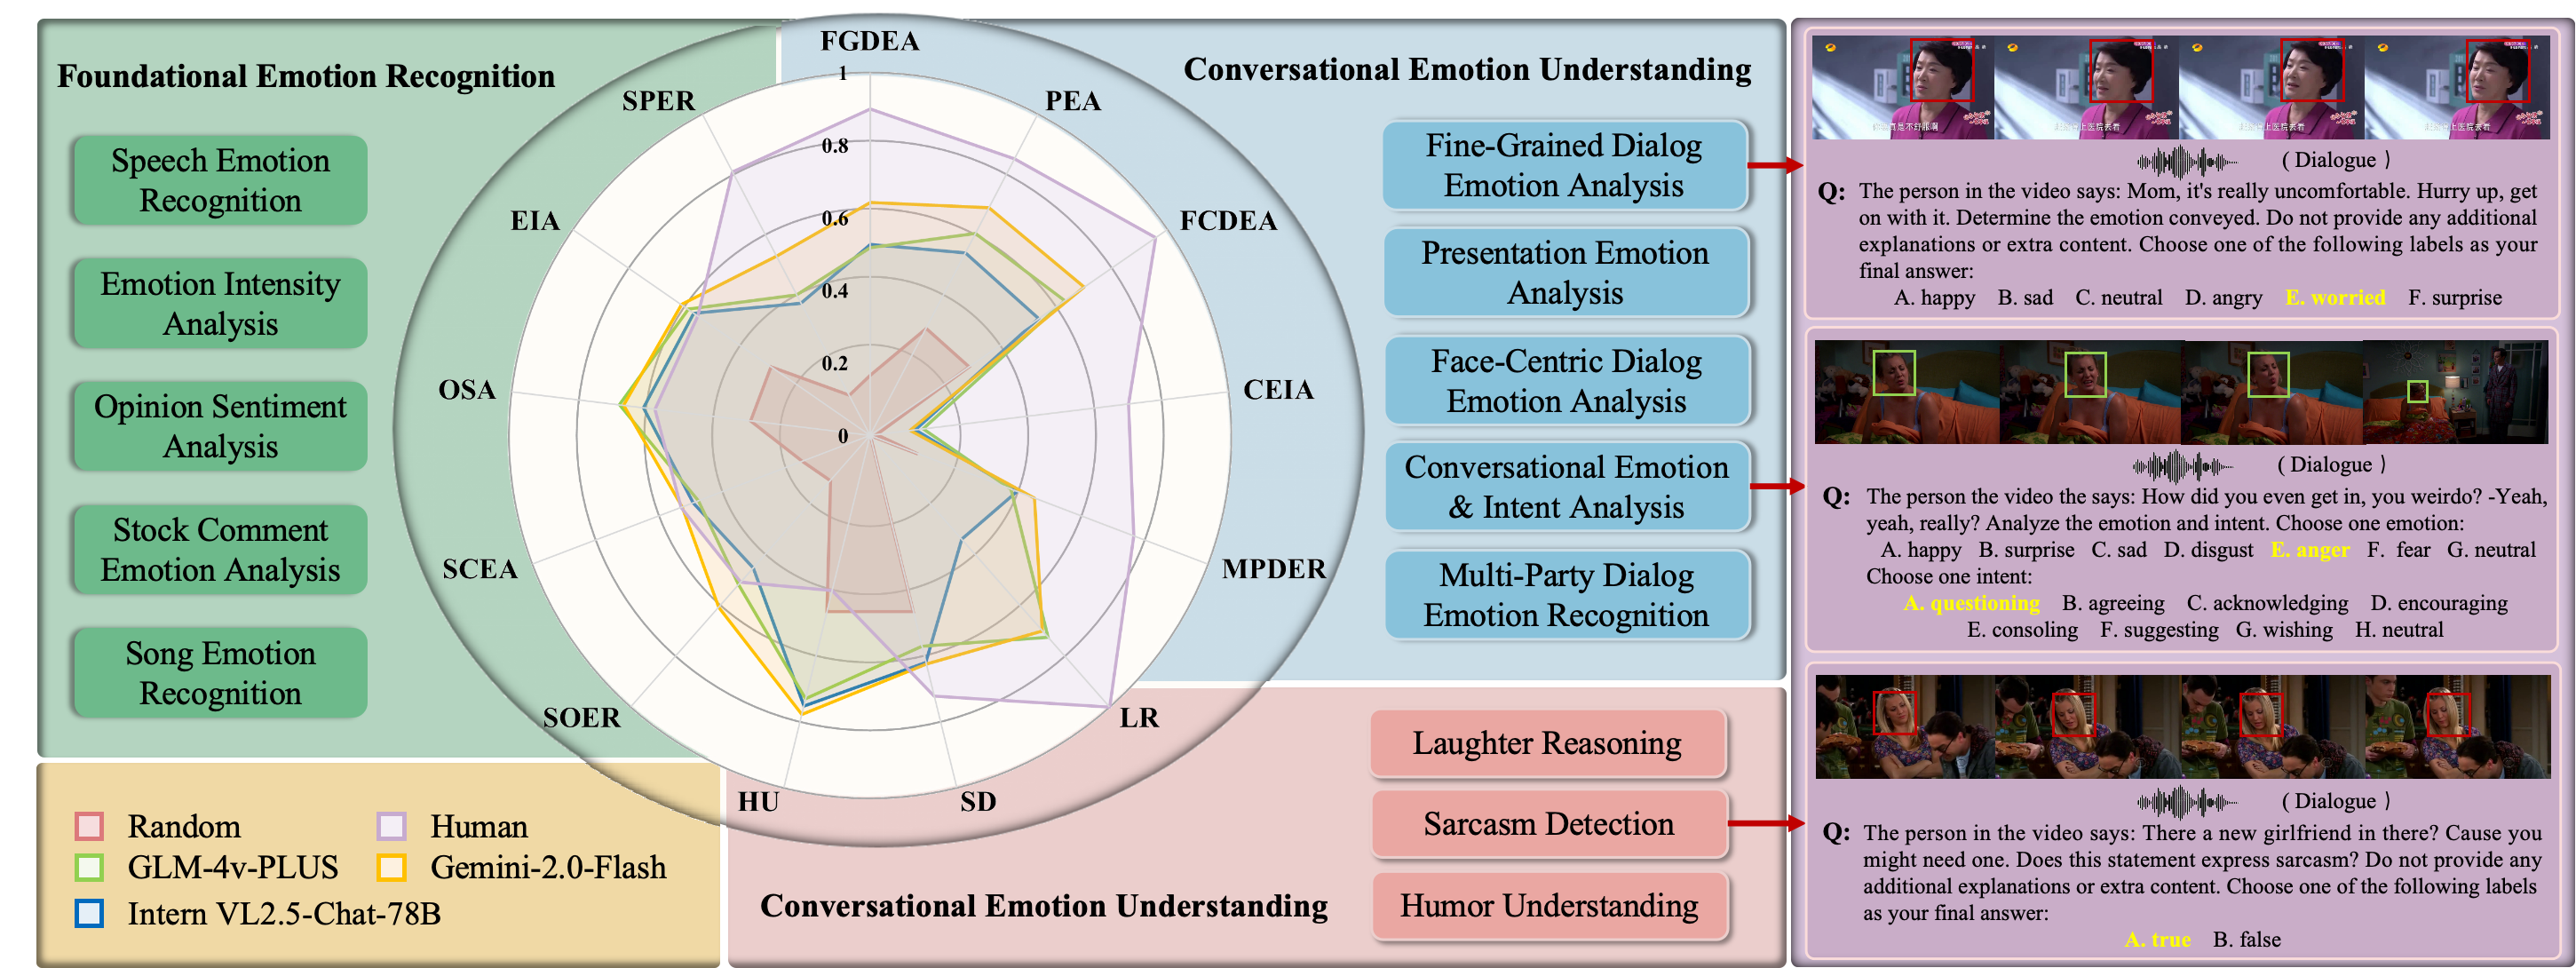 Foundational Emotion Recognition
Speech Emotion
Recognition
Emotion Intensity
Analysis
Opinion Sentiment
Analysis
Stock Comment
Emotion Analysis
Song Emotion
Recognition
Random
Human
GLM-4v-PLUS
Gemini-2.0-Flash
Intern VL2.5-Chat-78B
FGDEA
PEA
FCDEA
CEIA
MPDER
LR
SD
HU
SOER
SCEA
OSA
EIA
SPER
1
0.8
0.6
0.4
0.2
0
Conversational Emotion Understanding
Fine-Grained Dialog
Emotion Analysis
Presentation Emotion
Analysis
Face-Centric Dialog
Emotion Analysis
Conversational Emotion
& Intent Analysis
Multi-Party Dialog
Emotion Recognition
Conversational Emotion Understanding
Laughter Reasoning
Sarcasm Detection
Humor Understanding
( Dialogue )
Q: The person in the video says: Mom, it's really uncomfortable. Hurry up, get
on with it. Determine the emotion conveyed. Do not provide any additional
explanations or extra content. Choose one of the following labels as your
final answer:
A. happy B. sad C. neutral D. angry E. worried F. surprise
( Dialogue )
Q: The person the video the says: How did you even get in, you weirdo? -Yeah,
yeah, really? Analyze the emotion and intent. Choose one emotion:
A. happy B. surprise C. sad D. disgust E. anger F. fear G. neutral
Choose one intent:
A. questioning B. agreeing C. acknowledging D. encouraging
E. consoling F. suggesting G. wishing H. neutral
( Dialogue )
Q: The person in the video says: There a new girlfriend in there? Cause you
might need one. Does this statement express sarcasm? Do not provide any
additional explanations or extra content. Choose one of the following labels
as your final answer:
A. true B. false